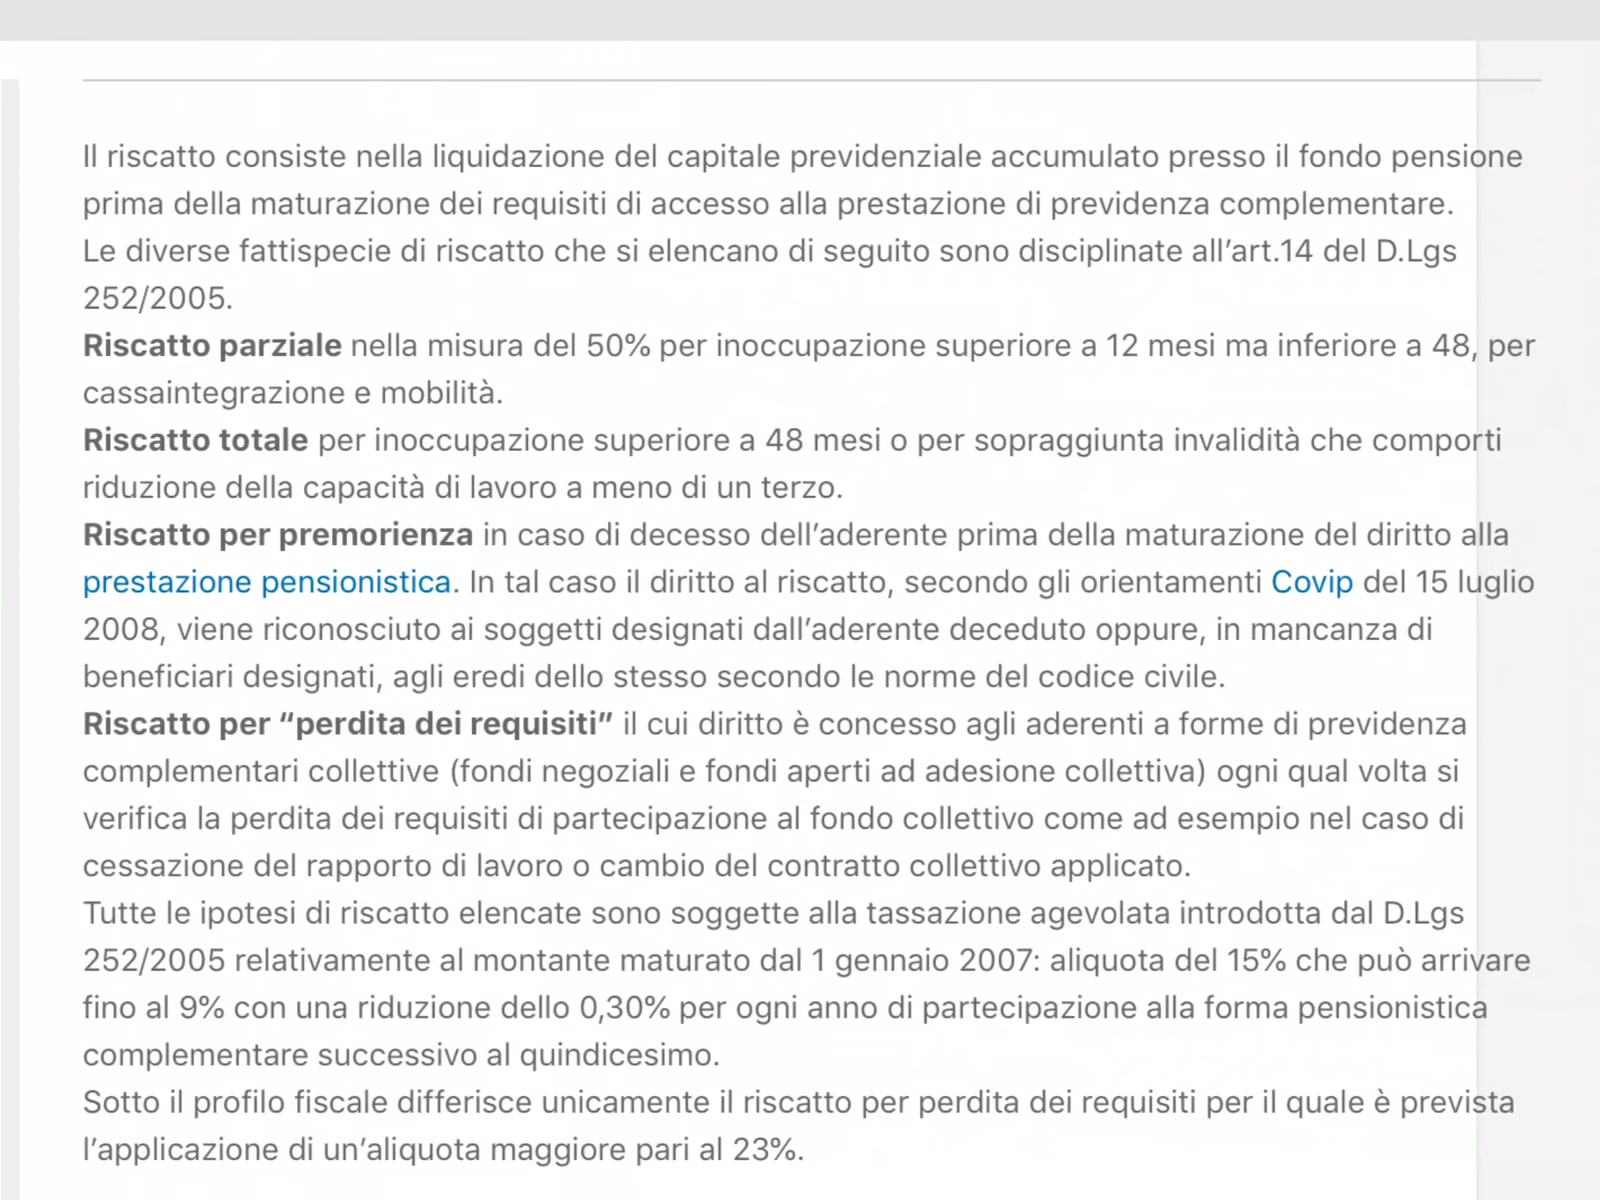 Il riscatto consiste nella liquidazione del capitale previdenziale accumulato presso il fondo pensione
prima della maturazione dei requisiti di accesso alla prestazione di previdenza complementare.
Le diverse fattispecie di riscatto che si elencano di seguito sono disciplinate all’art.14 del D.Lgs
252/2005.
Riscatto parziale nella misura del 50% per inoccupazione superiore a 12 mesi ma inferiore a 48, per
cassaintegrazione e mobilità.
Riscatto totale per inoccupazione superiore a 48 mesi o per sopraggiunta invalidità che comporti
riduzione della capacità di lavoro a meno di un terzo.
Riscatto per premorienza in caso di decesso dell’aderente prima della maturazione del diritto alla
prestazione pensionistica. In tal caso il diritto al riscatto, secondo gli orientamenti Covip del 15 luglio
2008, viene riconosciuto ai soggetti designati dall’aderente deceduto oppure, in mancanza di
beneficiari designati, agli eredi dello stesso secondo le norme del codice civile.
Riscatto per “perdita dei requisiti” il cui diritto è concesso agli aderenti a forme di previdenza
complementari collettive (fondi negoziali e fondi aperti ad adesione collettiva) ogni qual volta si
verifica la perdita dei requisiti di partecipazione al fondo collettivo come ad esempio nel caso di
cessazione del rapporto di lavoro o cambio del contratto collettivo applicato.
Tutte le ipotesi di riscatto elencate sono soggette alla tassazione agevolata introdotta dal D.Lgs
252/2005 relativamente al montante maturato dal 1 gennaio 2007: aliquota del 15% che può arrivare
fino al 9% con una riduzione dello 0,30% per ogni anno di partecipazione alla forma pensionistica
complementare successivo al quindicesimo.
Sotto il profilo fiscale differisce unicamente il riscatto per perdita dei requisiti per il quale è prevista
l’applicazione di un’aliquota maggiore pari al 23%.